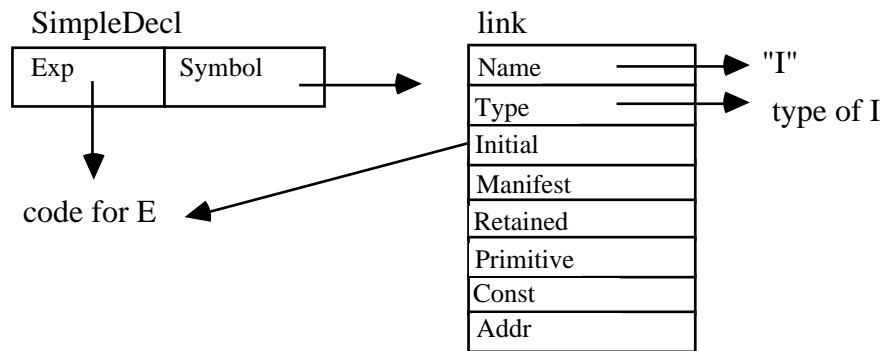 SimpleDecl
link
Exp
Symbol
Name
"I"
Type
type of I
Initial
code for E
Manifest
Retained
Primitive
Const
Addr